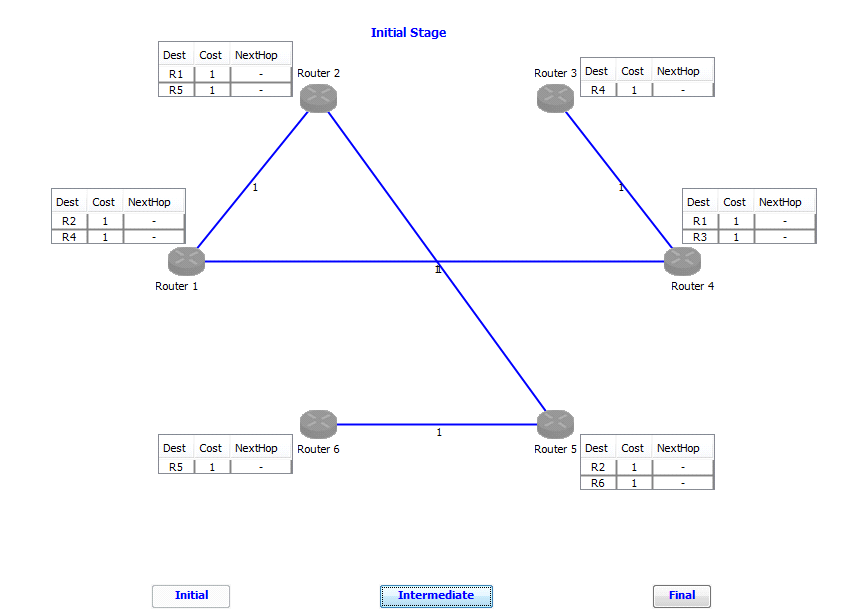 Initial Stage
Dest Cost NextHop
R1 1 -
R5 1 -
Router 2
Router 3
Dest Cost NextHop
R4 1 -
1
1
Dest Cost NextHop
R2 1 -
R4 1 -
Router 1
Dest Cost NextHop
R1 1 -
R3 1 -
Router 4
1
1
Dest Cost NextHop
R5 1 -
Router 6
1
Router 5
Dest Cost NextHop
R2 1 -
R6 1 -
Initial
Intermediate
Final